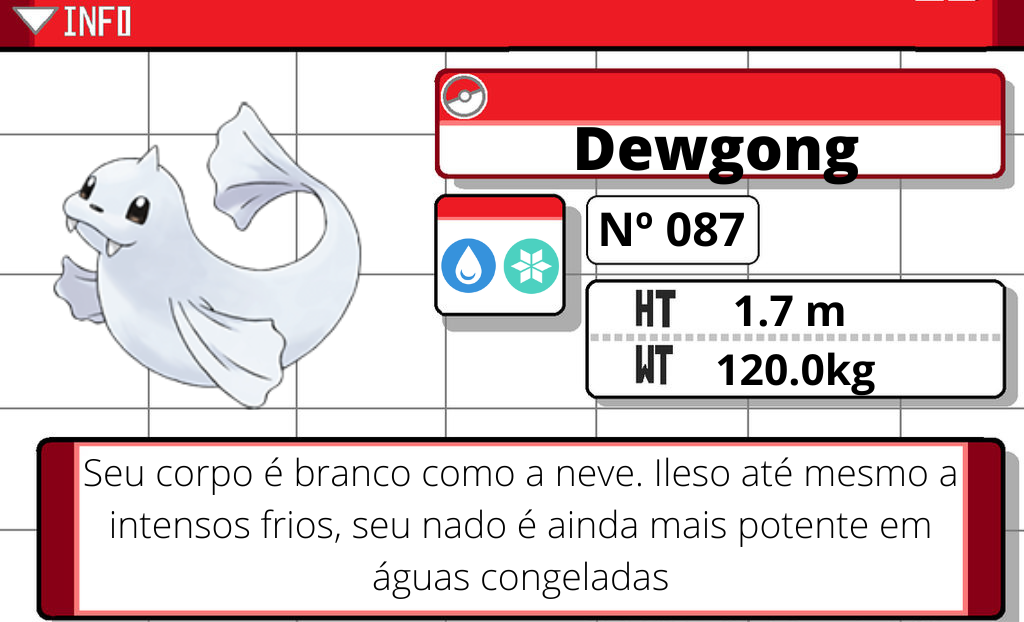 INFO
Dewgong
Nº 087
HT 1.7 m
WT 120.0kg
Seu corpo é branco como a neve. Ileso até mesmo a
intensos frios, seu nado é ainda mais potente em
águas congeladas